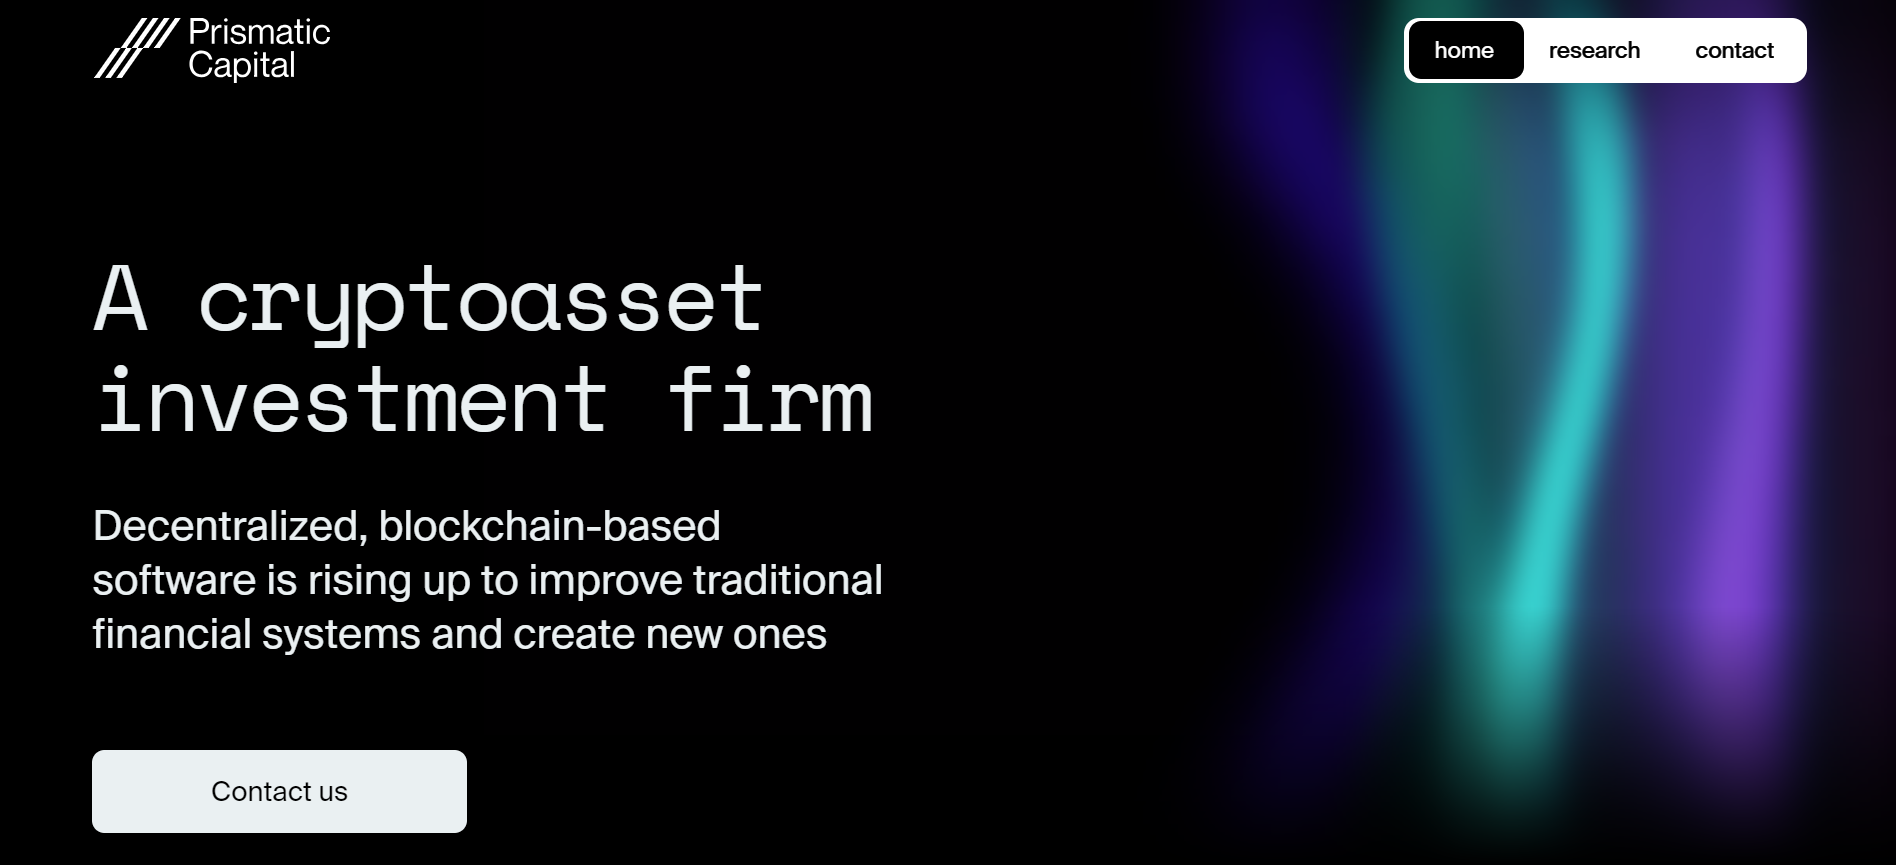 Prismatic
Capital
home
research
contact
A cryptoasset
investment firm
Decentralized, blockchain-based
software is rising up to improve traditional
financial systems and create new ones
Contact us